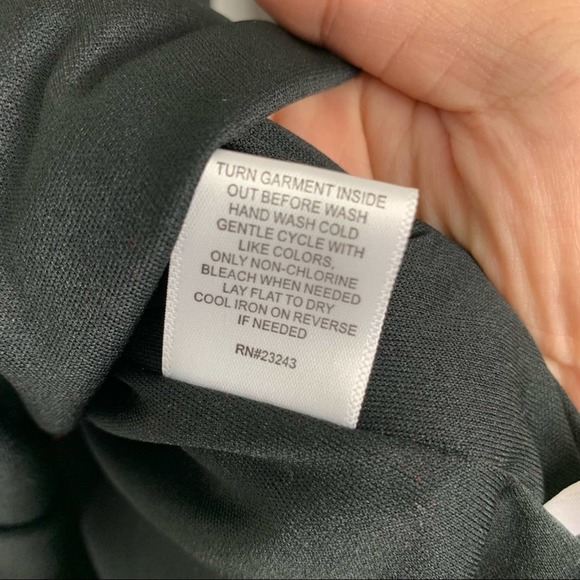 TURN GARMENT INSIDE
OUT BEFORE WASH
HAND WASH COLD
GENTLE CYCLE WITH
LIKE COLORS,
ONLY NON-CHLORINE
BLEACH WHEN NEEDED
LAY FLAT TO DRY
COOL IRON ON REVERSE
IF NEEDED
RN#23243